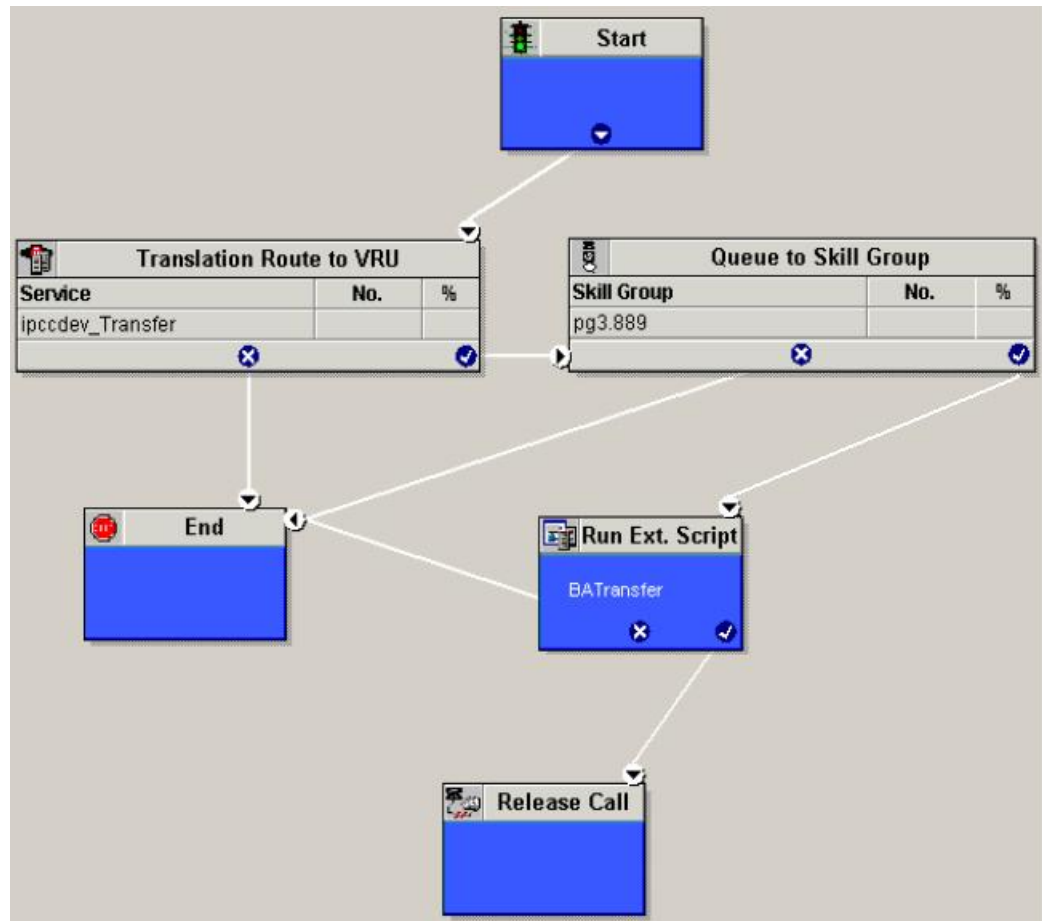 Start
Translation Route to VRU
Service No. %
ipccdev_Transfer
Queue to Skill Group
Skill Group No. %
pg3.889
End
Run Ext. Script
BATransfer
Release Call